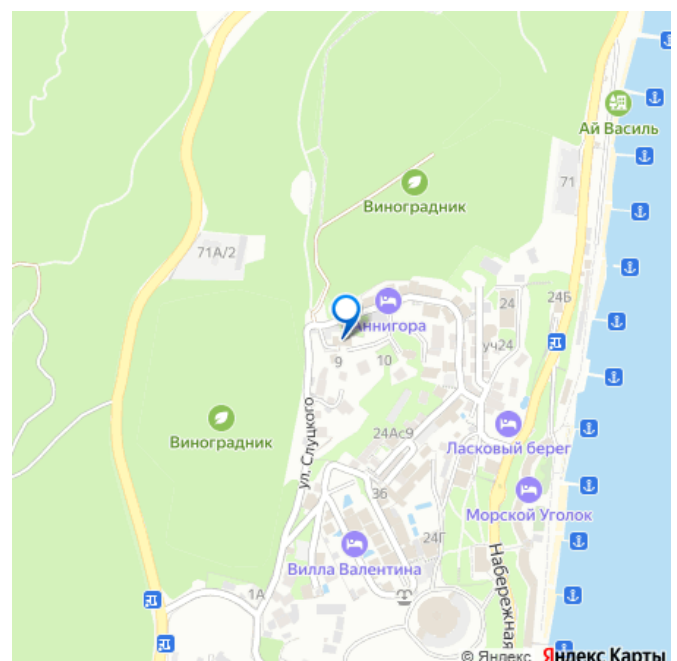 Ай Василь
71
Виноградник
71А/2
24Б
24
Аннигора
уч24
9
10
ул. Слуцкого
24Ас9
Виноградник
Ласковый берег
36
Морской Уголок
24Г
Вилла Валентина
Набережная
1А
© Яндекс Яндекс Карты